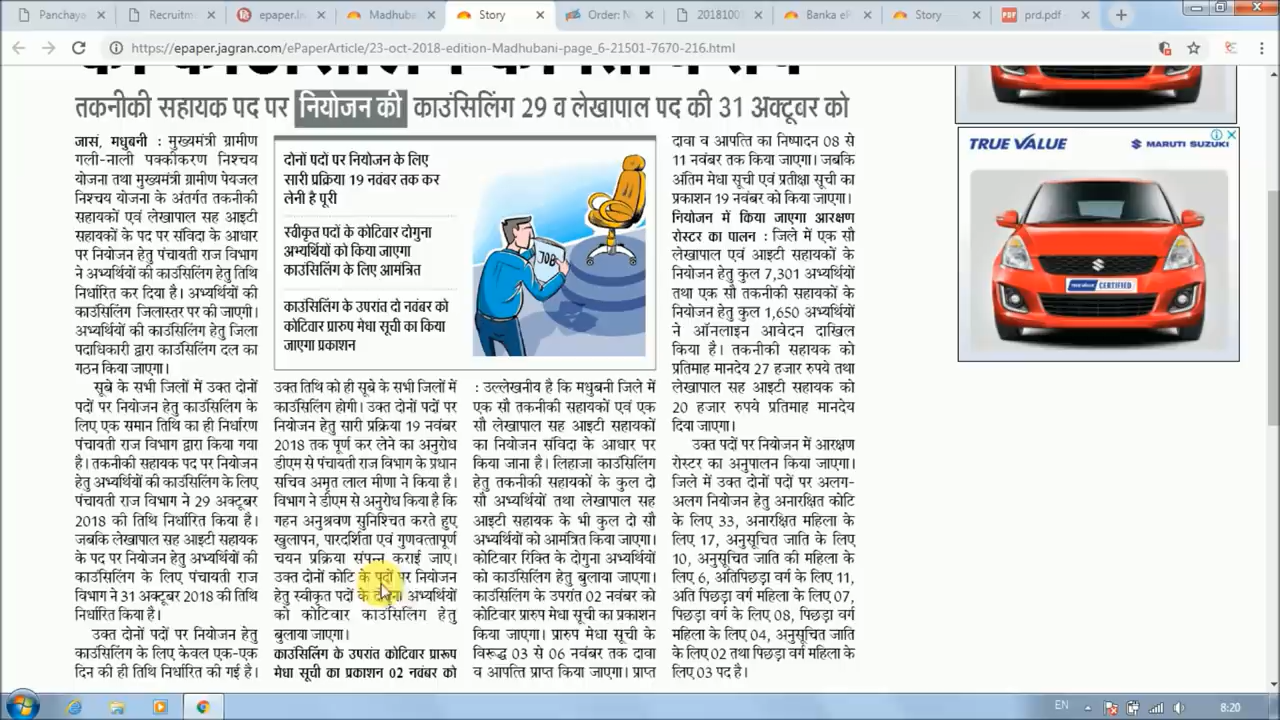 Panchaya
Recruitm
epaper.In
Madhuba
Story
Order: N
2018100
Banka eP
Story
prd.pdf -
https://epaper.jagran.com/ePaperArticle/23-oct-2018-edition-Madhubani-page_6-21501-7670-216.html
तकनीकी सहायक पद पर नियोजन की काउंसिलिंग 29 व लेखापाल पद की 31 अक्टूबर को
जासं, मधुबनी : मुख्यमंत्री ग्रामीण
गली-नाली पक्कीकरण निश्चय
योजना तथा मुख्यमंत्री ग्रामीण पेयजल
निश्चय योजना के अंतर्गत तकनीकी
सहायकों एवं लेखापाल सह आइटी
सहायकों के पद पर संविदा के आधार
पर नियोजन हेतु पंचायती राज विभाग
ने अभ्यर्थियों की काउंसिलिंग हेतु तिथि
निर्धारित कर दिया है। अभ्यर्थियों की
काउंसिलिंग जिलास्तर पर की जाएगी।
अभ्यर्थियों की काउंसिलिंग हेतु जिला
पदाधिकारी द्वारा काउंसिलिंग दल का
गठन किया जाएगा।
सूबे के सभी जिलों में उक्त दोनों
पदों पर नियोजन हेतु काउंसिलिंग के
लिए एक समान तिथि का ही निर्धारण
पंचायती राज विभाग द्वारा किया गया
है। तकनीकी सहायक पद पर नियोजन
हेतु अभ्यर्थियों की काउंसिलिंग के लिए
पंचायती राज विभाग ने 29 अक्टूबर
2018 की तिथि निर्धारित किया है।
जबकि लेखापाल सह आइटी सहायक
के पद पर नियोजन हेतु अभ्यर्थियों की
काउंसिलिंग के लिए पंचायती राज
विभाग ने 31 अक्टूबर 2018 की तिथि
निर्धारित किया है।
उक्त दोनों पदों पर नियोजन हेतु
काउंसिलिंग के लिए केवल एक-एक
दिन की ही तिथि निर्धारित की गई है।
दोनों पदों पर नियोजन के लिए
सारी प्रक्रिया 19 नवंबर तक कर
लेनी है पूरी
स्वीकृत पदों के कोटिवार दोगुना
अभ्यर्थियों को किया जाएगा
काउंसिलिंग के लिए आमंत्रित
काउंसिलिंग के उपरांत दो नवंबर को
कोटिवार प्रारुप मेधा सूची का किया
जाएगा प्रकाशन
JOB
उक्त तिथि को ही सूबे के सभी जिलों में
काउंसिलिंग होगी। उक्त दोनों पदों पर
नियोजन हेतु सारी प्रक्रिया 19 नवंबर
2018 तक पूर्ण कर लेने का अनुरोध
डीएम से पंचायती राज विभाग के प्रधान
सचिव अमृत लाल मीणा ने किया है।
विभाग ने डीएम से अनुरोध किया है कि
गहन अनुश्रवण सुनिश्चित करते हुए
खुलापन, पारदर्शिता एवं गुणवत्तापूर्ण
चयन प्रक्रिया संपन्न कराई जाए।
उक्त दोनों कोटि के पदों पर नियोजन
हेतु स्वीकृत पदों के अभ्यर्थियों
को कोटिवार काउंसिलिंग हेतु
बुलाया जाएगा।
काउंसिलिंग के उपरांत कोटिवार प्रारूप
मेधा सूची का प्रकाशन 02 नवंबर को
: उल्लेखनीय है कि मधुबनी जिले में
एक सौ तकनीकी सहायकों एवं एक
सौ लेखापाल सह आइटी सहायकों
का नियोजन संविदा के आधार पर
किया जाना है। लिहाजा काउंसिलिंग
हेतु तकनीकी सहायकों के कुल दो
सौ अभ्यर्थियों तथा लेखापाल सह
आइटी सहायक के भी कुल दो सौ
अभ्यर्थियों को आमंत्रित किया जाएगा।
कोटिवार रिक्ति के दोगुना अभ्यर्थियों
को काउंसिलिंग हेतु बुलाया जाएगा।
काउंसिलिंग के उपरांत 02 नवंबर को
कोटिवार प्रारुप मेधा सूची का प्रकाशन
किया जाएगा। प्रारुप मेधा सूची के
विरूद्ध 03 से 06 नवंबर तक दावा
व आपत्ति प्राप्त किया जाएगा। प्राप्त
दावा व आपत्ति का निष्पादन 08 से
11 नवंबर तक किया जाएगा। जबकि
अंतिम मेधा सूची एवं प्रतीक्षा सूची का
प्रकाशन 19 नवंबर को किया जाएगा।
नियोजन में किया जाएगा आरक्षण
रोस्टर का पालन : जिले में एक सौ
लेखापाल एवं आइटी सहायकों के
नियोजन हेतु कुल 7,301 अभ्यर्थियों
तथा एक सौ तकनीकी सहायकों के
नियोजन हेतु कुल 1,650 अभ्यर्थियों
ने ऑनलाइन आवेदन दाखिल
किया है। तकनीकी सहायक को
प्रतिमाह मानदेय 27 हजार रुपये तथा
लेखापाल सह आइटी सहायक को
20 हजार रुपये प्रतिमाह मानदेय
दिया जाएगा।
उक्त पदों पर नियोजन में आरक्षण
रोस्टर का अनुपालन किया जाएगा।
जिले में उक्त दोनों पदों पर अलग-
अलग नियोजन हेतु अनारक्षित कोटि
के लिए 33, अनारक्षित महिला के
लिए 17, अनुसूचित जाति के लिए
10, अनुसूचित जाति की महिला के
लिए 6, अतिपिछड़ा वर्ग के लिए 11,
अति पिछड़ा वर्ग महिला के लिए 07,
पिछड़ा वर्ग के लिए 08, पिछड़ा वर्ग
महिला के लिए 04, अनुसूचित जाति
के लिए 02 तथा पिछड़ा वर्ग महिला के
लिए 03 पद है।
TRUE VALUE
MARUTI SUZUKI
TRUE VALUE CERTIFIED
EN
8:20